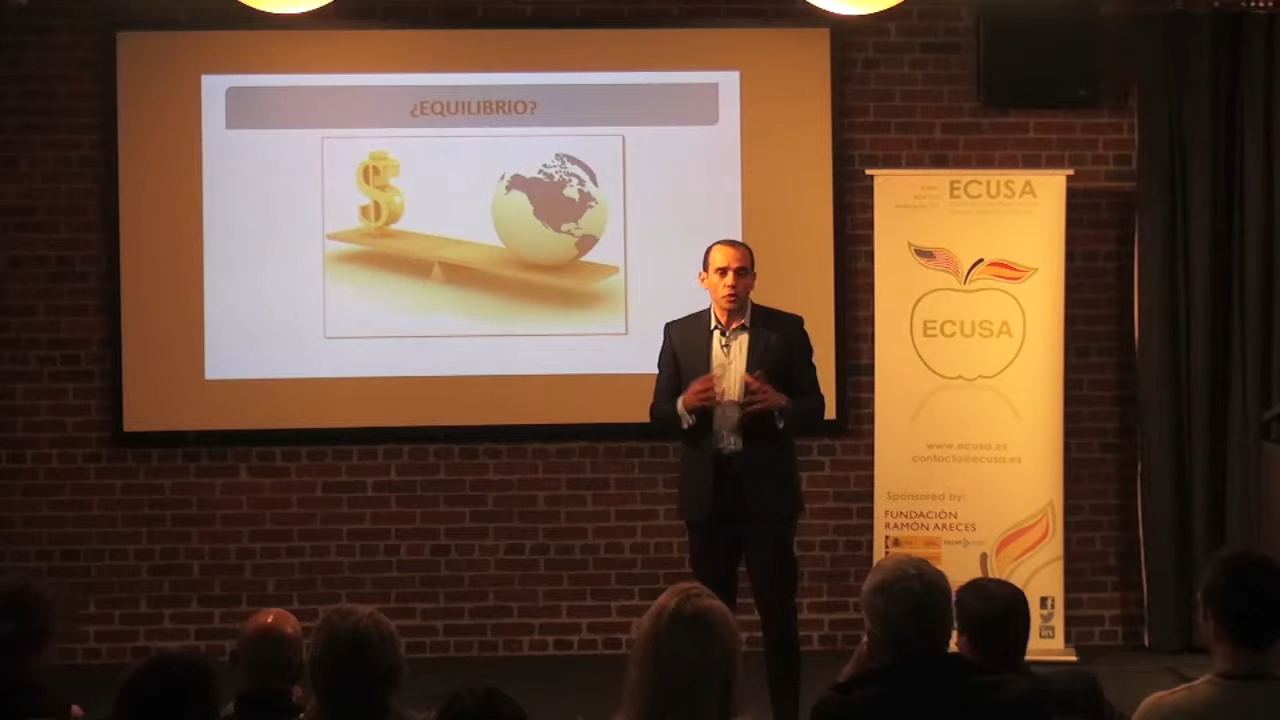 ¿EQUILIBRIO?
$
ECUSA
ECUSA
www.ecusa.es
contacto@ecusa.es
Sponsored by:
FUNDACIÓN
RAMÓN ARECES